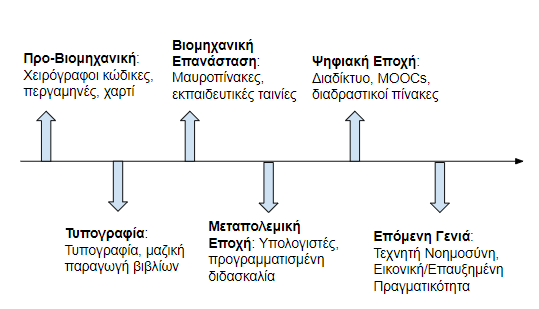 Προ-Βιομηχανική:
Χειρόγραφοι κώδικες,
περγαμηνές, χαρτί
Βιομηχανική
Επανάσταση:
Μαυροπίνακες,
εκπαιδευτικές ταινίες
Ψηφιακή Εποχή:
Διαδίκτυο, MOOCs,
διαδραστικοί πίνακες
Τυπογραφία:
Τυπογραφία, μαζική
παραγωγή βιβλίων
Μεταπολεμική
Εποχή: Υπολογιστές,
προγραμματισμένη
διδασκαλία
Επόμενη Γενιά:
Τεχνητή Νοημοσύνη,
Εικονική/Επαυξημένη
Πραγματικότητα